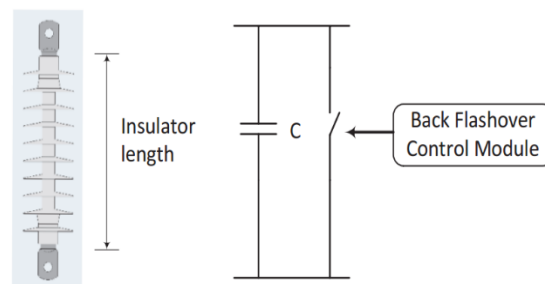 Insulator
length
C
Back Flashover
Control Module